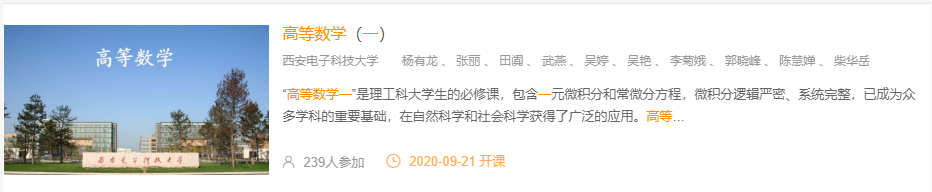 高等数学
西安电子科技大学
高等数学（一）
西安电子科技大学 杨有龙 、 张丽 、 田阗 、 武燕 、 吴婷 、 吴艳 、 李菊娥 、 郭晓峰 、 陈慧婵 、 柴华岳
“高等数学一”是理工科大学生的必修课，包含一元微积分和常微分方程，微积分逻辑严密、系统完整，已成为众
多学科的重要基础，在自然科学和社会科学获得了广泛的应用。高等...
239人参加 2020-09-21 开课